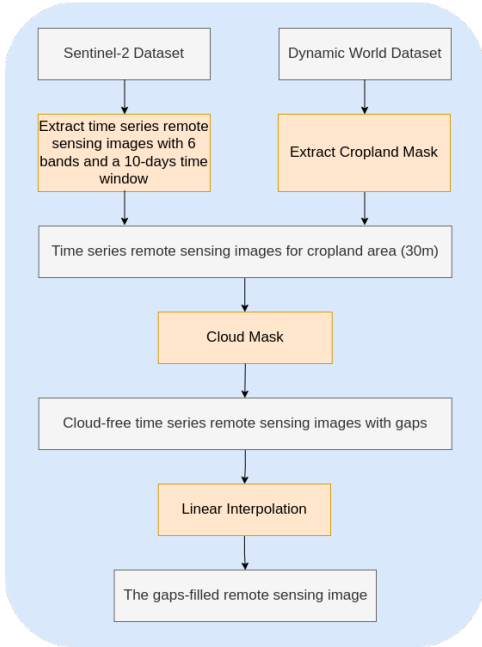 Sentinel-2 Dataset
Dynamic World Dataset
Extract time series remote
sensing images with 6
bands and a 10-days time
window
Extract Cropland Mask
Time series remote sensing images for cropland area (30m)
Cloud Mask
Cloud-free time series remote sensing images with gaps
Linear Interpolation
The gaps-filled remote sensing image